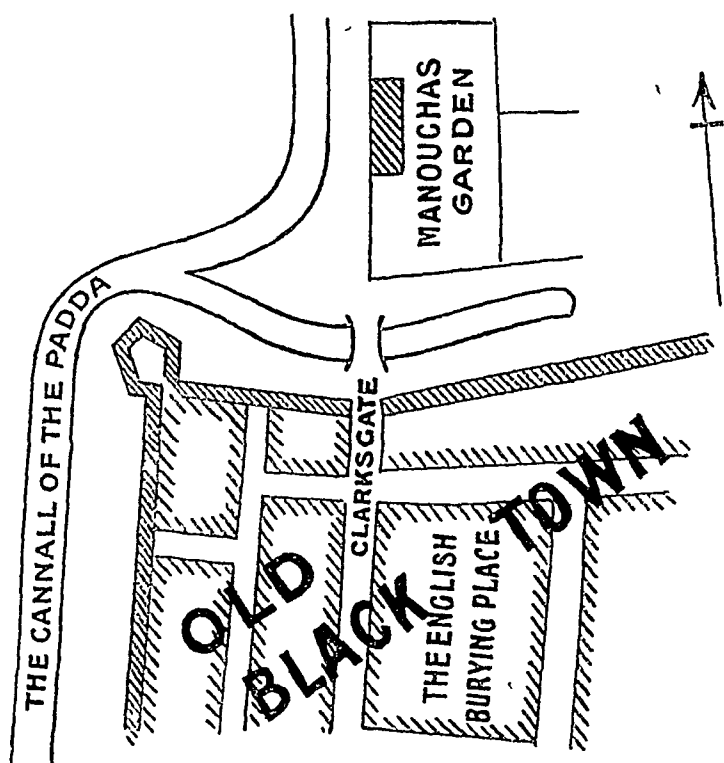 MANOUCHAS
GARDEN
THE CANNALL OF THE PADDA
CLARKSGATE
OLD
BLACK
TOWN
THE ENGLISH
BURYING PLACE